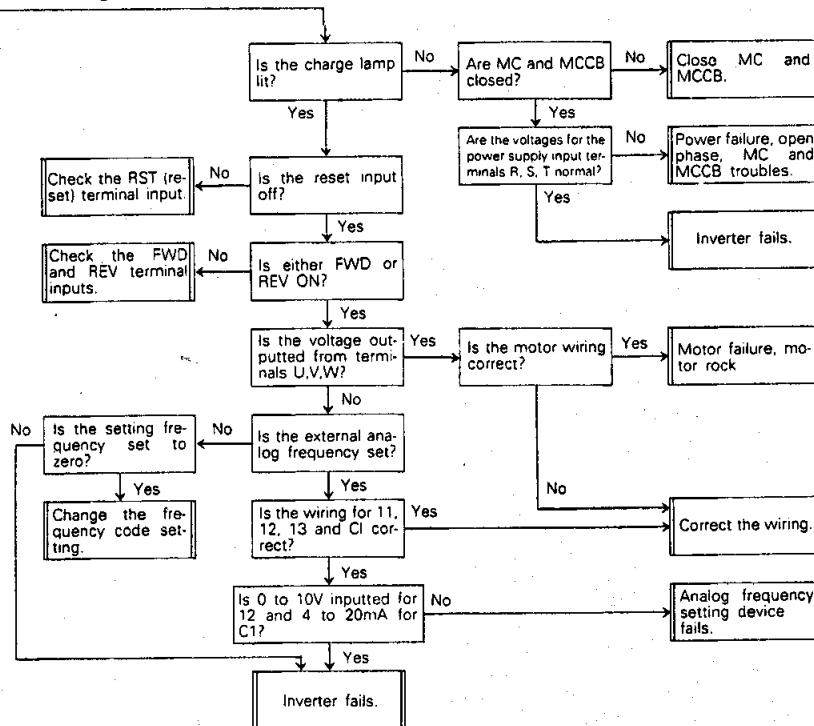 Is the charge lamp
lit?
No
Are MC and MCCB
closed?
No
Close MC and
MCCB.
Yes
Yes
Are the voltages for the
power supply input ter-
minals R, S, T normal?
No
Power failure, open
phase, MC and
MCCB troubles.
Check the RST (re-
set) terminal input.
No
Is the reset input
off?
Yes
Inverter fails.
Yes
Check the FWD
and REV terminal
inputs.
No
Is either FWD or
REV ON?
Yes
Is the voltage out-
putted from termi-
nals U,V,W?
Yes
Is the motor wiring
correct?
Yes
Motor failure, mo-
tor rock
No
No
Is the setting fre-
quency set to
zero?
No
Is the external ana-
log frequency set?
Yes
Yes
No
Change the fre-
quency code set-
ting.
Is the wiring for 11,
12, 13 and CI cor-
rect?
Yes
Correct the wiring.
Yes
Is 0 to 10V inputted for
12 and 4 to 20mA for
C1?
No
Analog frequency
setting device
fails.
Yes
Inverter fails.